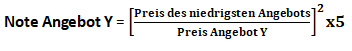 Note Angebot Y = [Preis des niedrigsten Angebots / Preis Angebot Y]² x5